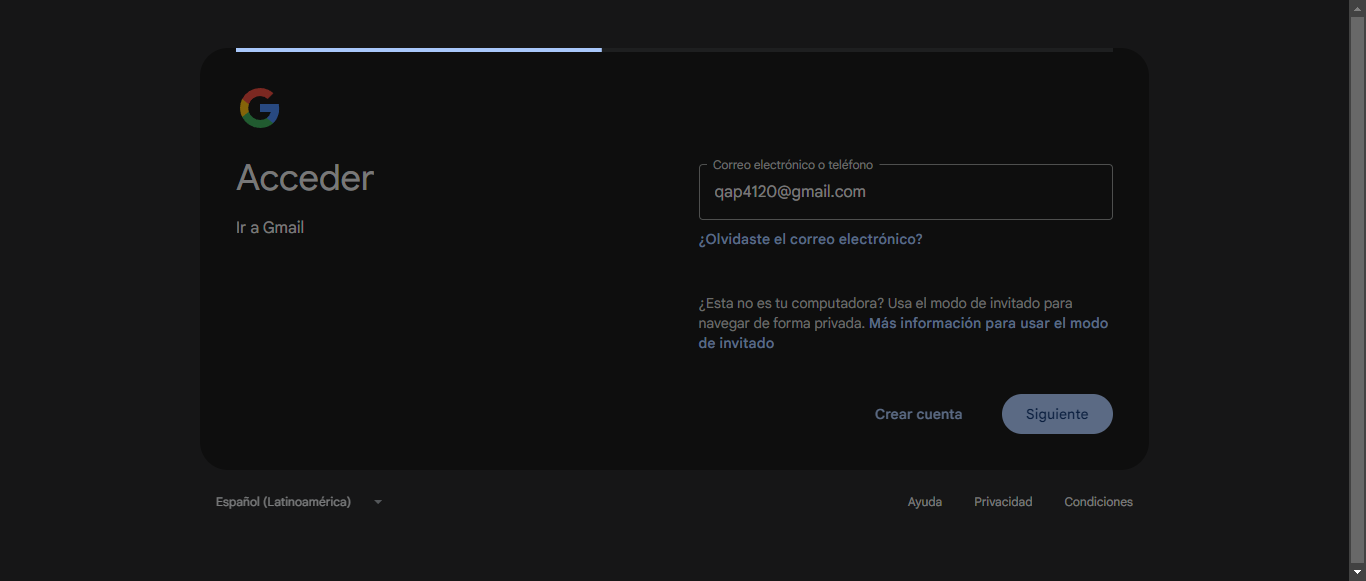 Acceder
Ir a Gmail
Correo electrónico o teléfono
qap4120@gmail.com
¿Olvidaste el correo electrónico?
¿Esta no es tu computadora? Usa el modo de invitado para
navegar de forma privada. Más información para usar el modo
de invitado
Crear cuenta
Siguiente
Español (Latinoamérica)
Ayuda
Privacidad
Condiciones